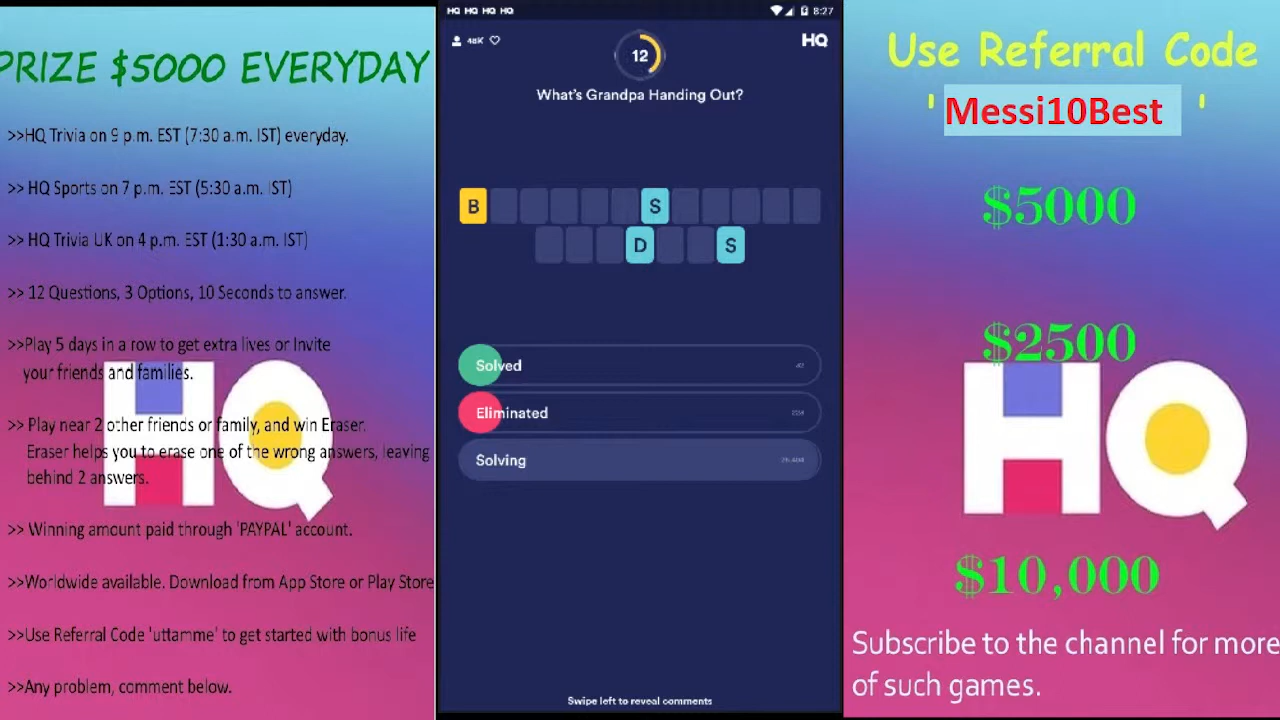 PRIZE $5000 EVERYDAY
>>HQ Trivia on 9 p.m. EST (7:30 a.m. IST) everyday.
>> HQ Sports on 7 p.m. EST (5:30 a.m. IST)
>> HQ Trivia UK on 4 p.m. EST (1:30 a.m. IST)
>> 12 Questions, 3 Options, 10 Seconds to answer.
>>Play 5 days in a row to get extra lives or Invite
your friends and families.
>> Play near 2 other friends or family, and win Eraser.
Eraser helps you to erase one of the wrong answers, leaving
behind 2 answers.
>> Winning amount paid through 'PAYPAL' account.
>>Worldwide available. Download from App Store or Play Store
>>Use Referral Code 'uttamme' to get started with bonus life
>>Any problem, comment below.
HQ
HQ HQ HQ HQ 8:27
48K 12 HQ
What's Grandpa Handing Out?
B S
D S
Solved
Eliminated
Solving
Swipe left to reveal comments
Use Referral Code
' Messi10Best '
$5000
$2500
HQ
$10,000
Subscribe to the channel for more
of such games.